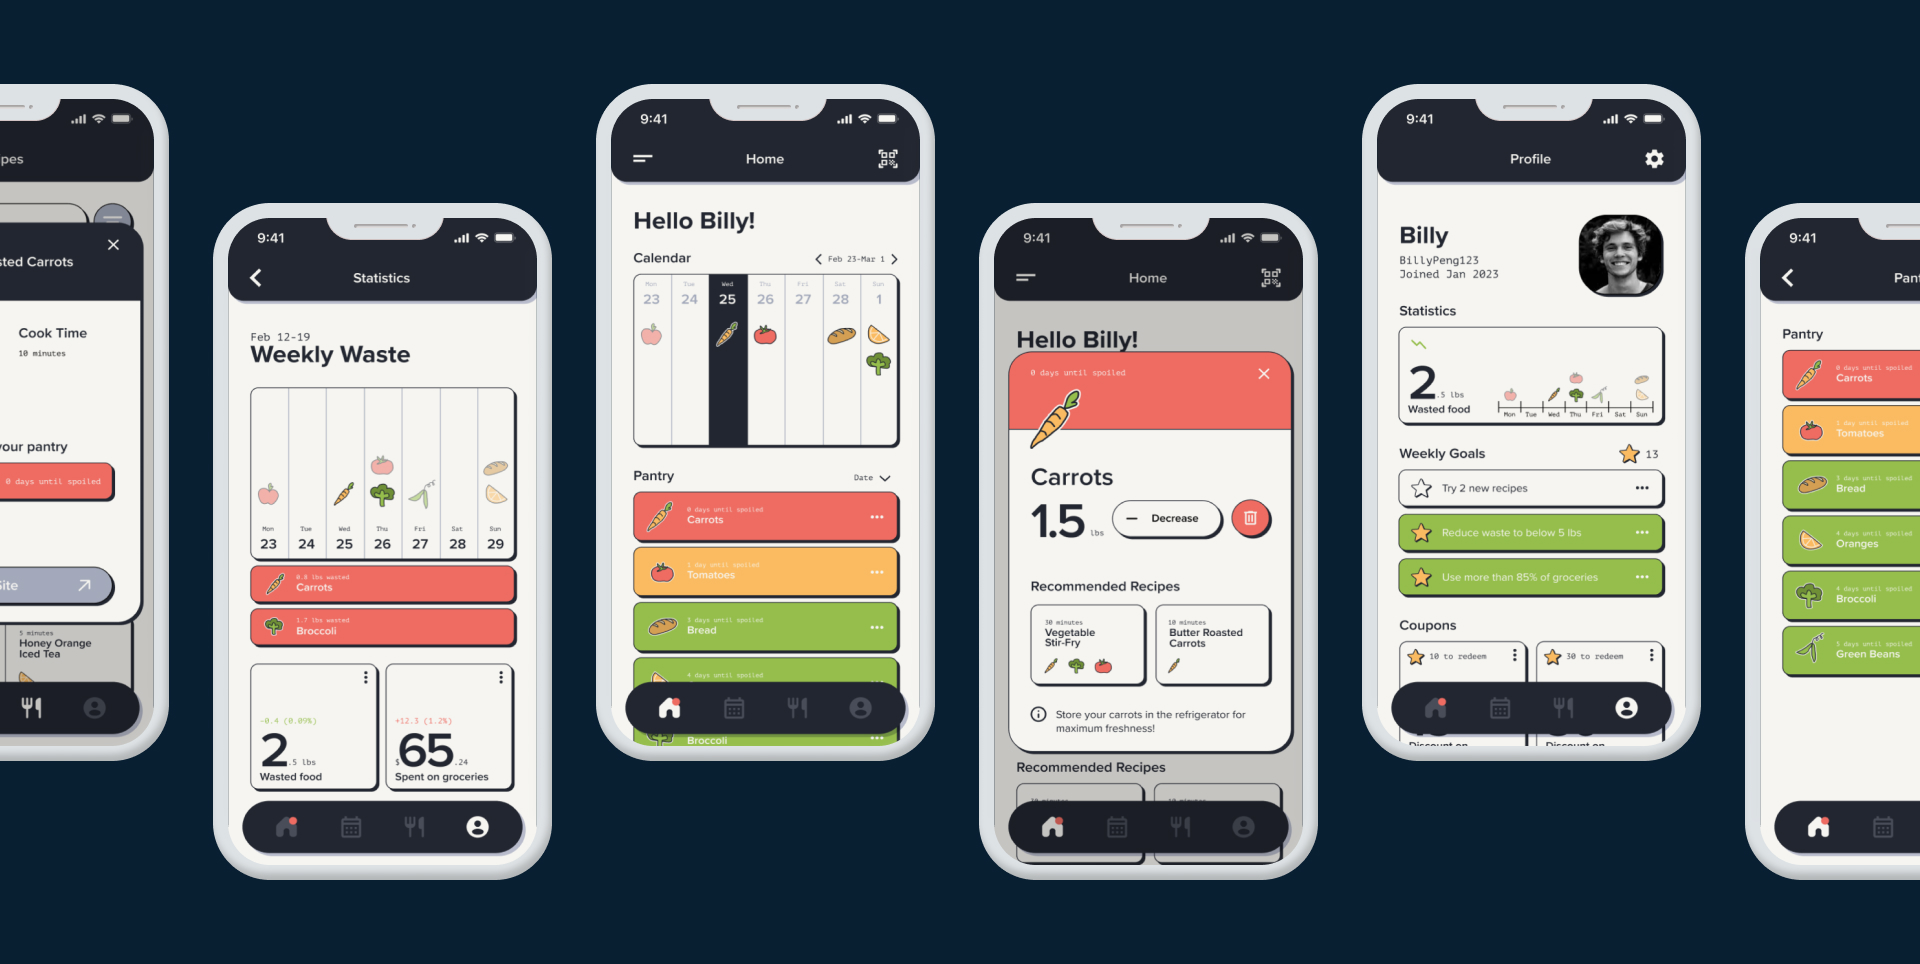 pes
sted Carrots
Cook Time
10 minutes
our pantry
0 days until spoiled
ite
5 minutes
Honey Orange
Iced Tea
9:41
Statistics
Feb 12-19
Weekly Waste
Mon Tue Wed Thu Fri Sat Sun
23 24 25 26 27 28 29
0.8 lbs wasted
Carrots
1.7 lbs wasted
Broccoli
-0.4 (0.09%)
2.5 lbs
Wasted food
+12.3 (1.2%)
$65.24
Spent on groceries
9:41
Home
Hello Billy!
Calendar
Feb 23-Mar 1
Mon Tue Wed Thu Fri Sat Sun
23 24 25 26 27 28 1
Pantry
Date
0 days until spoiled
Carrots
1 day until spoiled
Tomatoes
3 days until spoiled
Bread
4 days until spoiled
Broccoli
9:41
Home
Hello Billy!
0 days until spoiled
Carrots
1.5 lbs
Decrease
Recommended Recipes
30 minutes
Vegetable
Stir-Fry
10 minutes
Butter Roasted
Carrots
Store your carrots in the refrigerator for
maximum freshness!
Recommended Recipes
9:41
Profile
Billy
BillyPeng123
Joined Jan 2023
Statistics
2.5 lbs
Wasted food
Mon Tue Wed Thu Fri Sat Sun
Weekly Goals
13
Try 2 new recipes
Reduce waste to below 5 lbs
Use more than 85% of groceries
Coupons
10 to redeem
30 to redeem
Discount on
Discount on
9:41
Pant
Pantry
0 days until spoiled
Carrots
1 day until spoiled
Tomatoes
3 days until spoiled
Bread
4 days until spoiled
Oranges
4 days until spoiled
Broccoli
5 days until spoiled
Green Beans